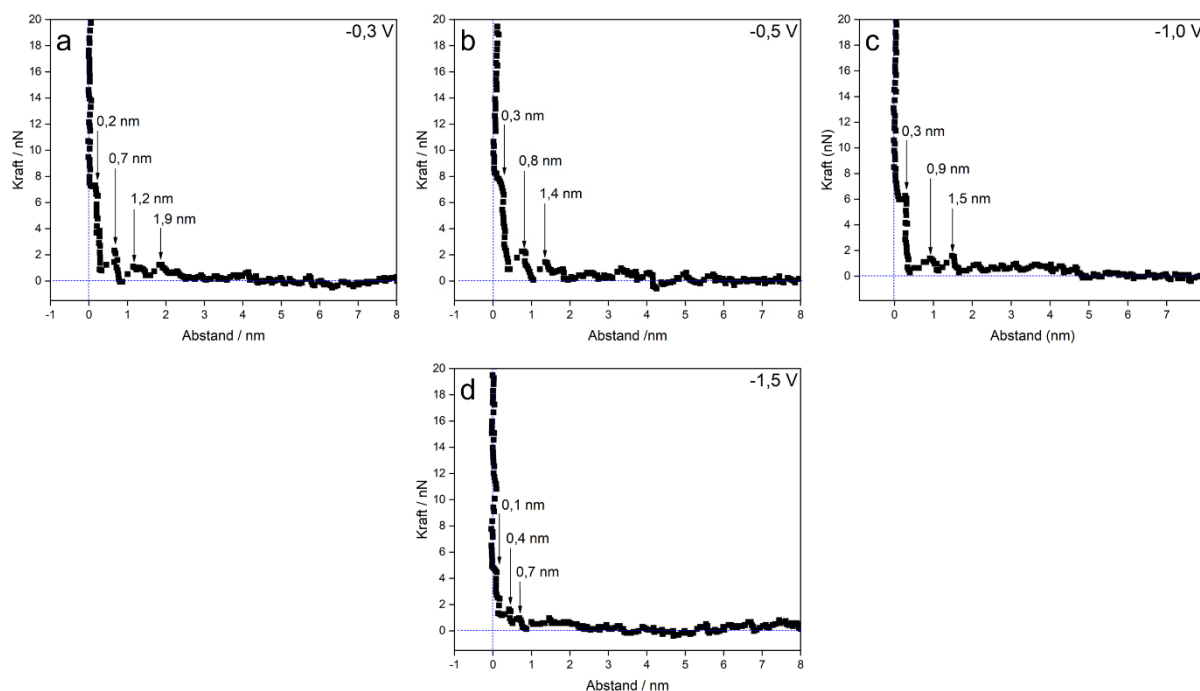 a
-0,3 V
Kraft / nN
20
18
16
14
12
10
8
6
4
2
0
0,2 nm
0,7 nm
1,2 nm
1,9 nm
-1 0 1 2 3 4 5 6 7 8
Abstand / nm
b
-0,5 V
Kraft / nN
20
18
16
14
12
10
8
6
4
2
0
0,3 nm
0,8 nm
1,4 nm
-1 0 1 2 3 4 5 6 7 8
Abstand /nm
c
-1,0 V
Kraft (nN)
20
18
16
14
12
10
8
6
4
2
0
0,3 nm
0,9 nm
1,5 nm
0 1 2 3 4 5 6 7
Abstand (nm)
d
-1,5 V
Kraft / nN
20
18
16
14
12
10
8
6
4
2
0
0,1 nm
0,4 nm
0,7 nm
-1 0 1 2 3 4 5 6 7 8
Abstand / nm